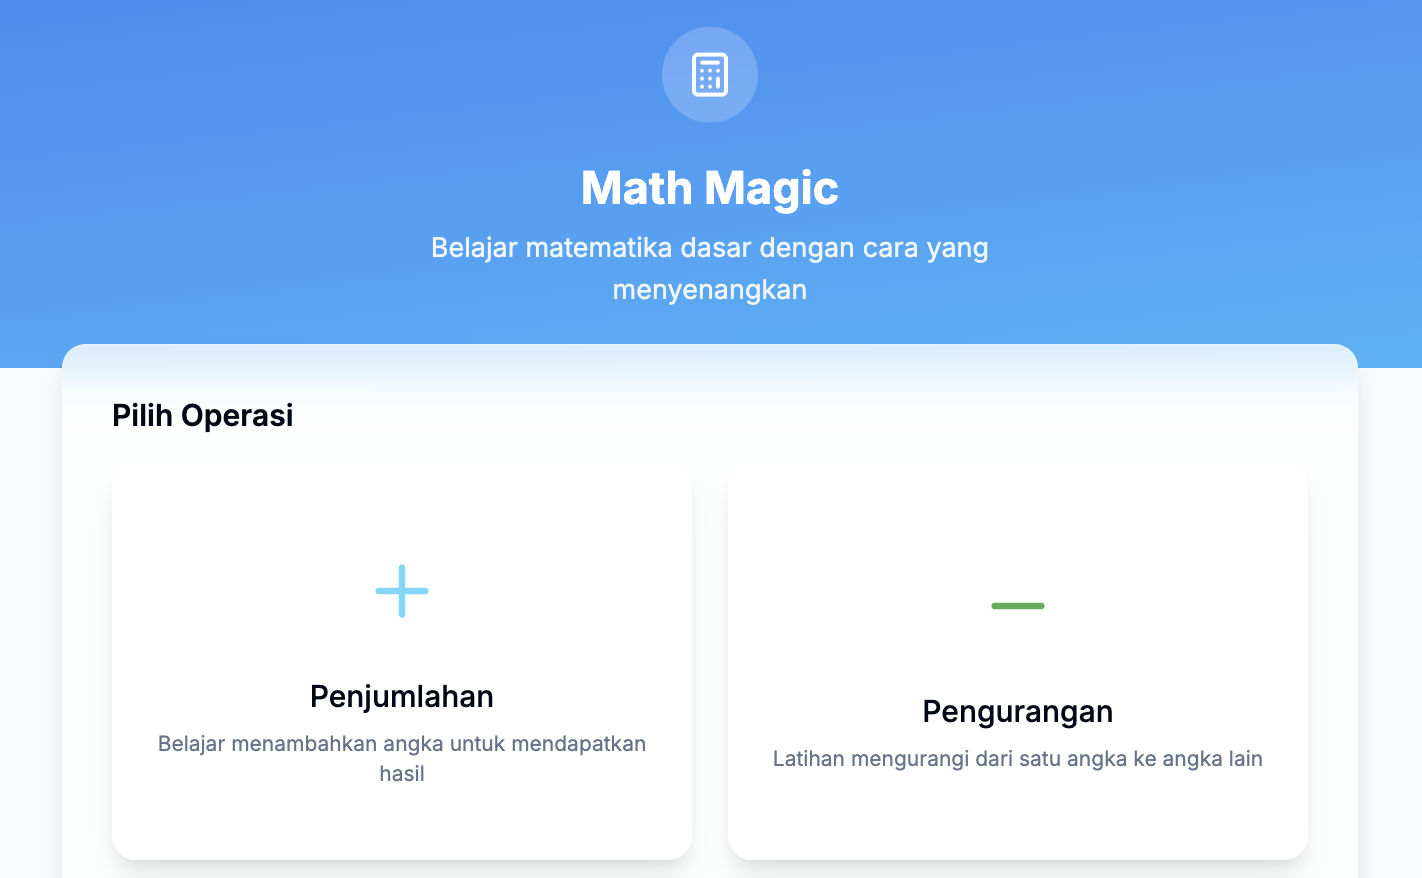 Math Magic
Belajar matematika dasar dengan cara yang
menyenangkan
Pilih Operasi
Penjumlahan
Belajar menambahkan angka untuk mendapatkan
hasil
Pengurangan
Latihan mengurangi dari satu angka ke angka lain